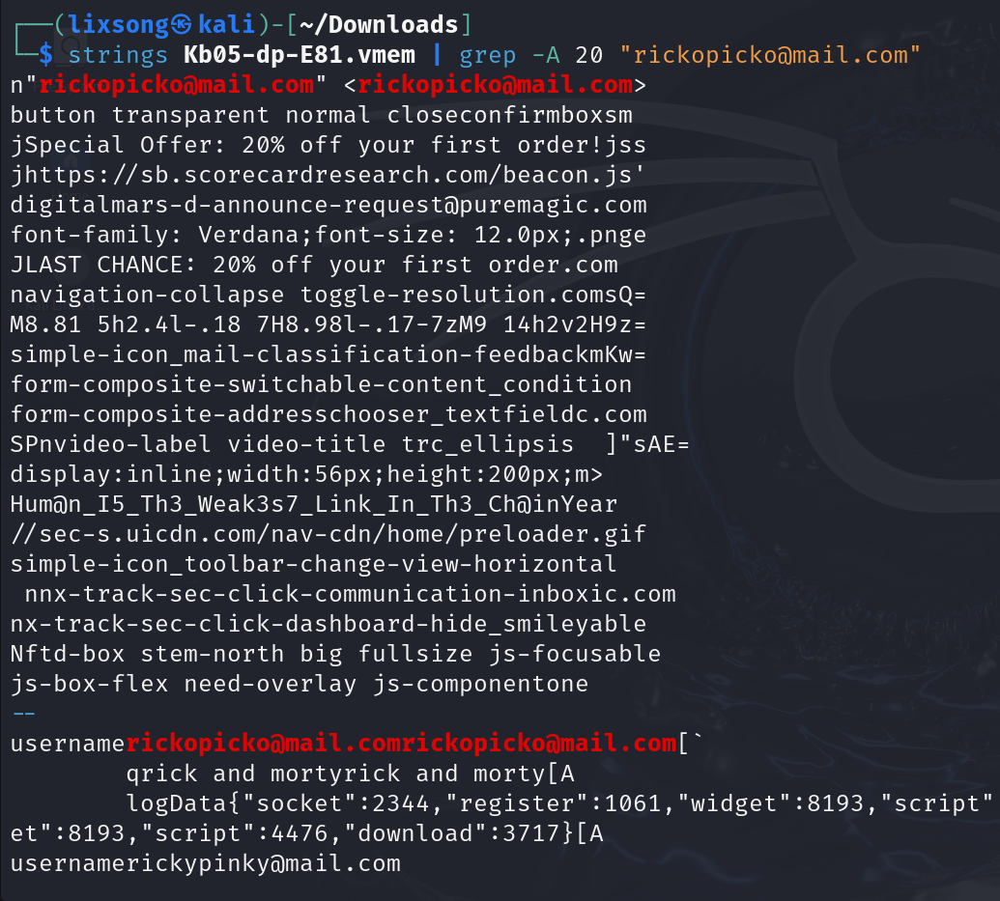 ┌──(lixsong㉿kali)-[~/Downloads]
└─$ strings Kb05-dp-E81.vmem | grep -A 20 "rickopicko@mail.com"
n"rickopicko@mail.com" <rickopicko@mail.com>
button transparent normal closeconfirmboxsm
jSpecial Offer: 20% off your first order!jss
jhttps://sb.scorecardresearch.com/beacon.js'
digitalmars-d-announce-request@puremagic.com
font-family: Verdana;font-size: 12.0px;.pnge
JLAST CHANCE: 20% off your first order.com
navigation-collapse toggle-resolution.comsQ=
M8.81 5h2.4l-.18 7H8.98l-.17-7zM9 14h2v2H9z=
simple-icon_mail-classification-feedbackmKw=
form-composite-switchable-content_condition
form-composite-addresschooser_textfieldc.com
SPnvideo-label video-title trc_ellipsis  ]"sAE=
display:inline;width:56px;height:200px;m>
Hum@n_I5_Th3_Weak3s7_Link_In_Th3_Ch@inYear
//sec-s.uicdn.com/nav-cdn/home/preloader.gif
simple-icon_toolbar-change-view-horizontal
 nnx-track-sec-click-communication-inboxic.com
nx-track-sec-click-dashboard-hide_smileyable
Nftd-box stem-north big fullsize js-focusable
js-box-flex need-overlay js-componentone
--
usernamerickopicko@mail.comrickopicko@mail.com[`
        qrick and mortyrick and morty[A
        logData{"socket":2344,"register":1061,"widget":8193,"script"
et":8193,"script":4476,"download":3717}[A
usernamerickypinky@mail.com